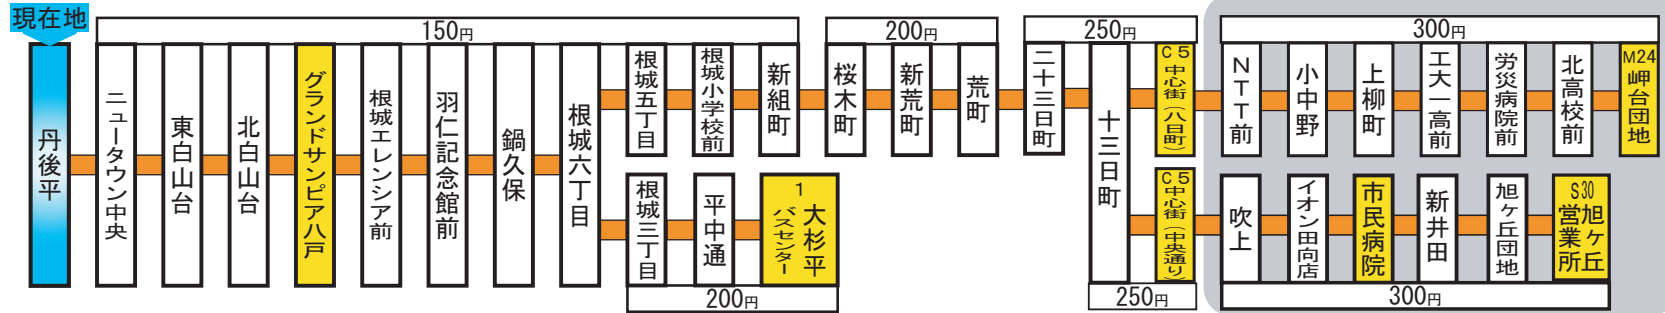 現在地
150円
200円
250円
300円
丹後平
ニュータウン中央
東白山台
北白山台
グランドサンピア八戸
根城エレンシア前
羽仁記念館前
鍋久保
根城六丁目
根城五丁目
根城小学校前
新組町
桜木町
新荒町
荒町
二十三日町
十三日町
C5
中心街(八日町)
NTT前
小中野
上柳町
工大一高前
労災病院前
北高校前
M24
岬台団地
根城三丁目
平中通
1
大杉平
バスセンター
C5
中心街(中央通り)
吹上
イオン田向店
市民病院
新井田
旭ヶ丘団地
S30
旭ヶ丘
営業所
200円
250円
300円